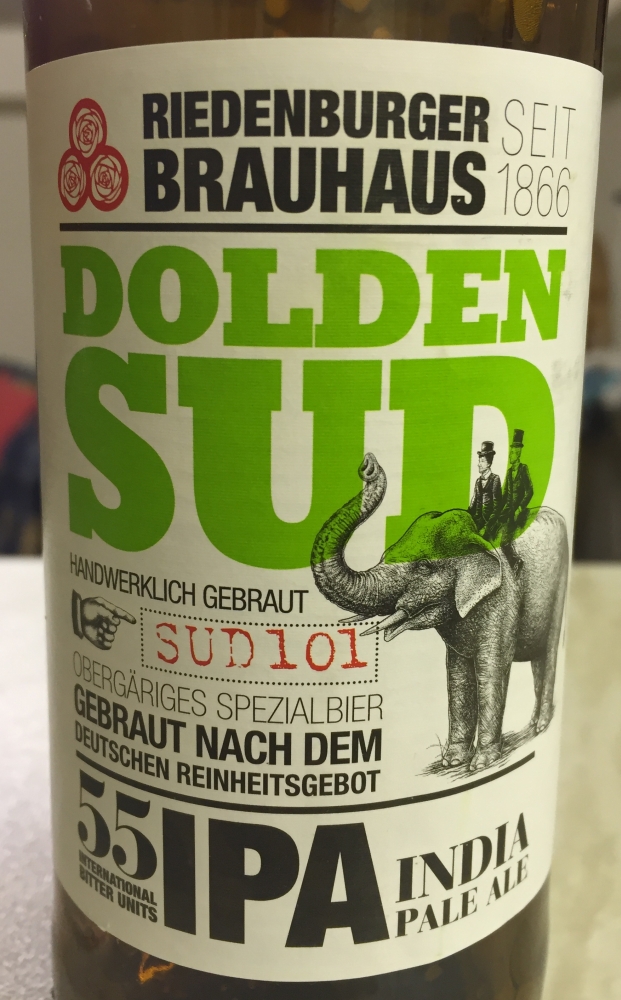 RIEDENBURGER
BRAUHAUS
SEIT
1866
DOLDEN
SUD
HANDWERKLICH GEBRAUT
SUD101
OBERGÄRIGES SPEZIALBIER
GEBRAUT NACH DEM
DEUTSCHEN REINHEITSGEBOT
55
INTERNATIONAL
BITTER UNITS
IPA
INDIA
PALE ALE